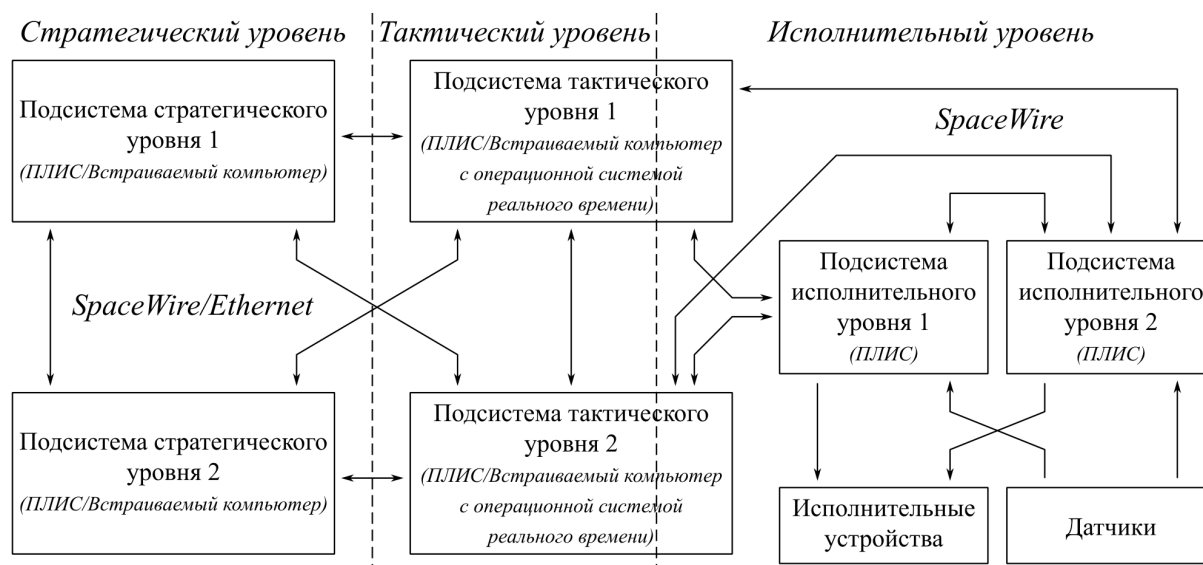 Стратегический уровень
Тактический уровень
Исполнительный уровень
Подсистема стратегического
уровня 1
(ПЛИС/Встраиваемый компьютер)
Подсистема тактического
уровня 1
(ПЛИС/Встраиваемый компьютер
с операционной системой
реального времени)
SpaceWire
SpaceWire/Ethernet
Подсистема
исполнительного
уровня 1
(ПЛИС)
Подсистема
исполнительного
уровня 2
(ПЛИС)
Подсистема стратегического
уровня 2
(ПЛИС/Встраиваемый компьютер)
Подсистема тактического
уровня 2
(ПЛИС/Встраиваемый компьютер
с операционной системой
реального времени)
Исполнительные
устройства
Датчики